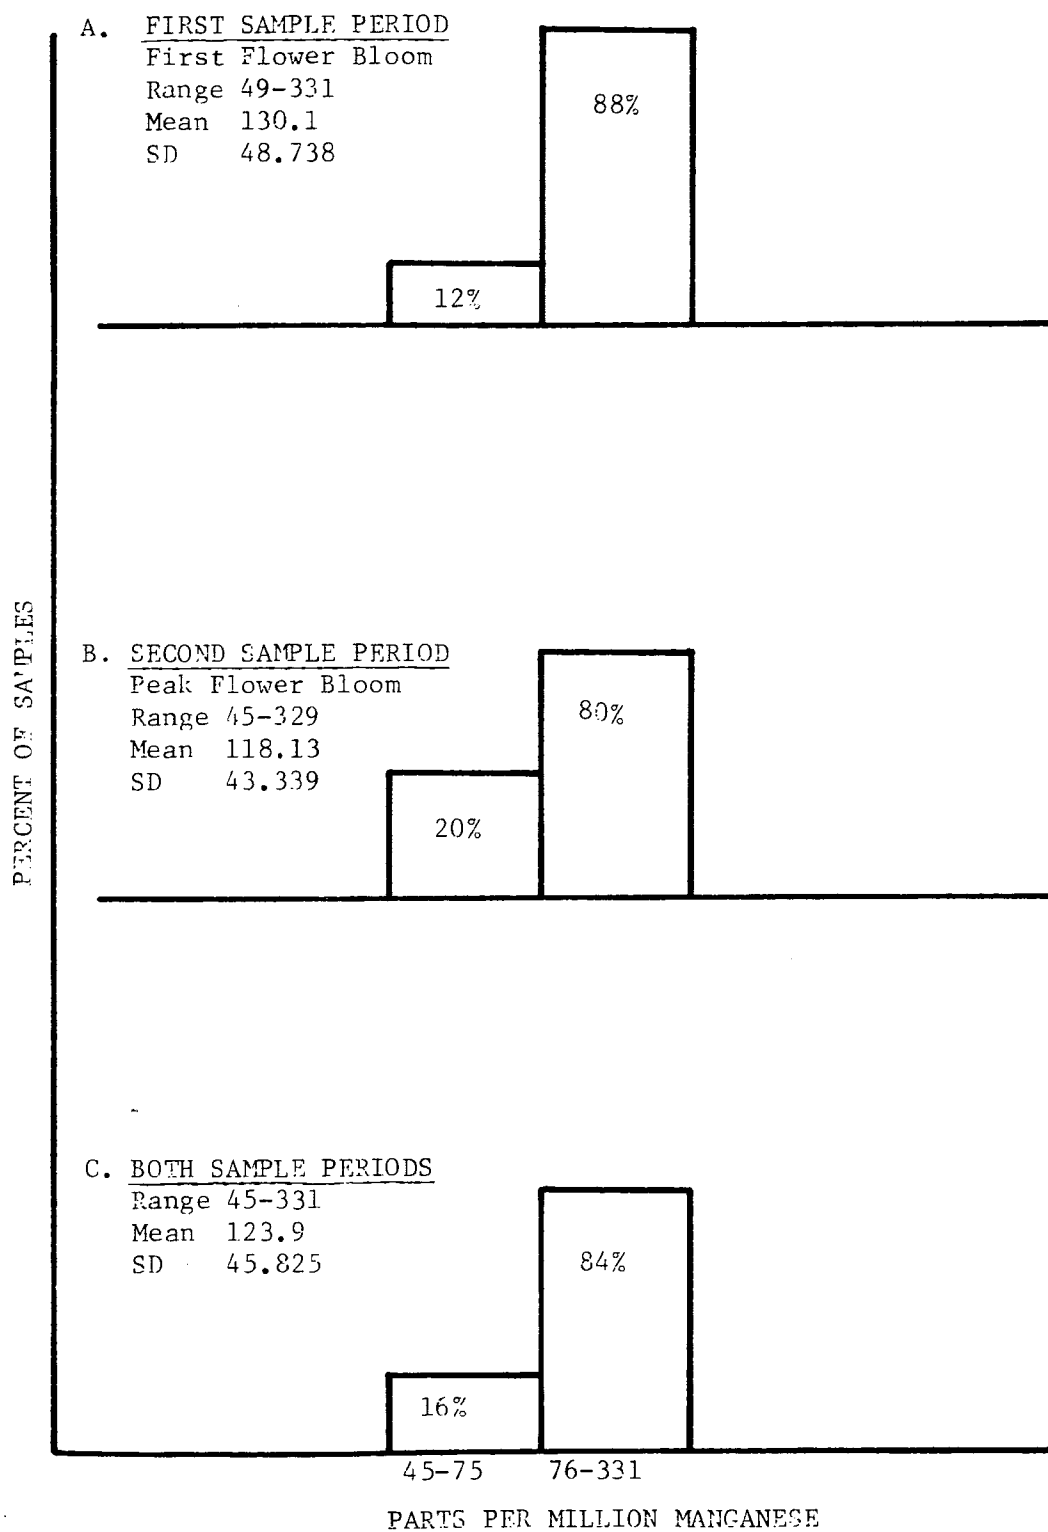 A. FIRST SAMPLE PERIOD
First Flower Bloom
Range 49-331
Mean 130.1
SD 48.738
88%
12%
PERCENT OF SAMPLES
B. SECOND SAMPLE PERIOD
Peak Flower Bloom
Range 45-329
Mean 118.13
SD 43.339
80%
20%
C. BOTH SAMPLE PERIODS
Range 45-331
Mean 123.9
SD 45.825
84%
16%
45-75 76-331
PARTS PER MILLION MANGANESE